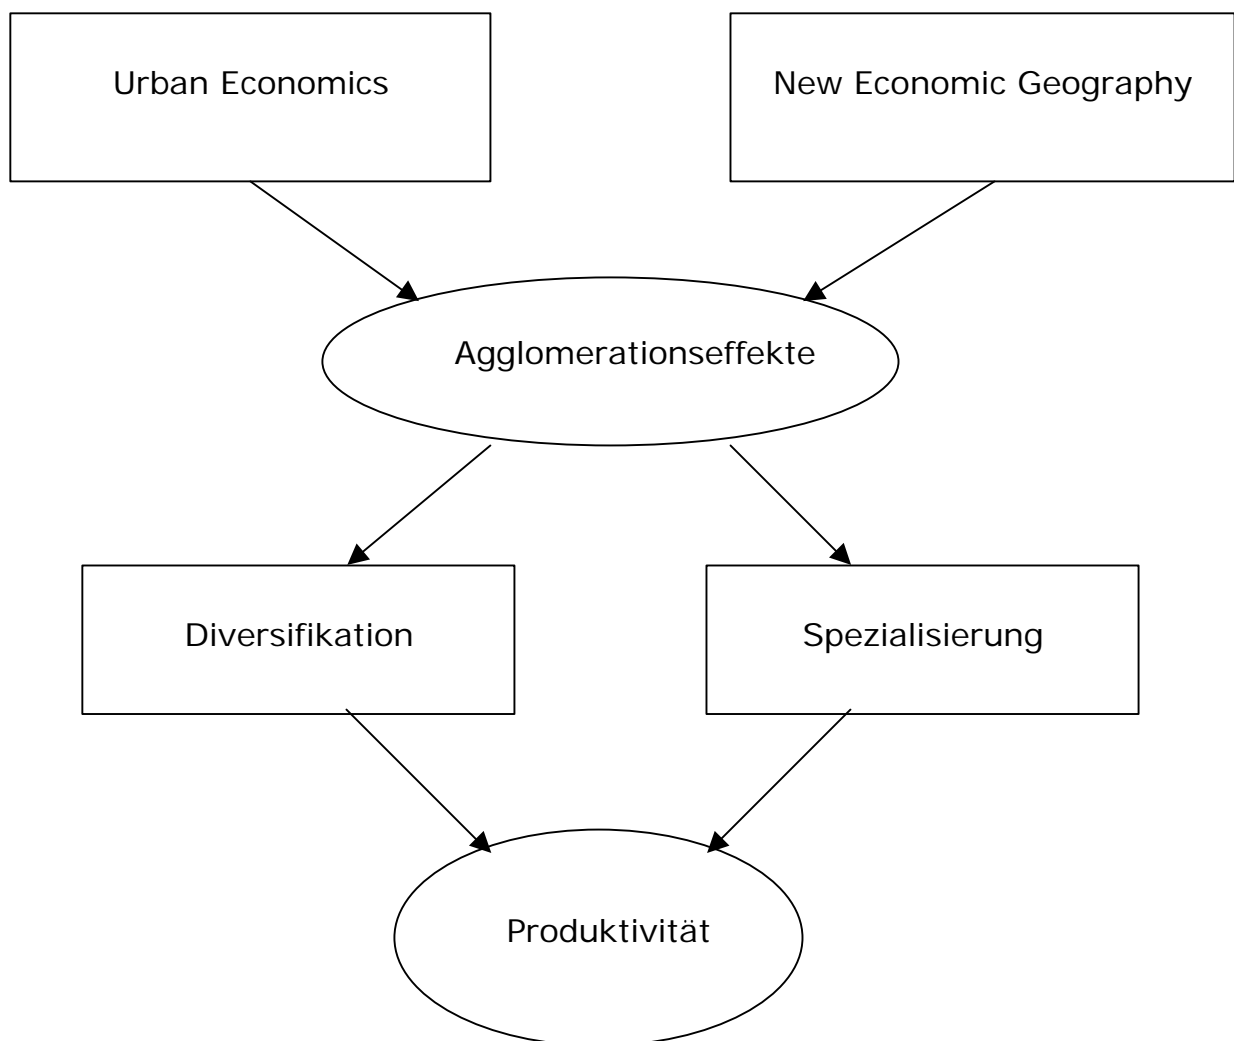 Urban Economics
New Economic Geography
Agglomerationseffekte
Diversifikation
Spezialisierung
Produktivität